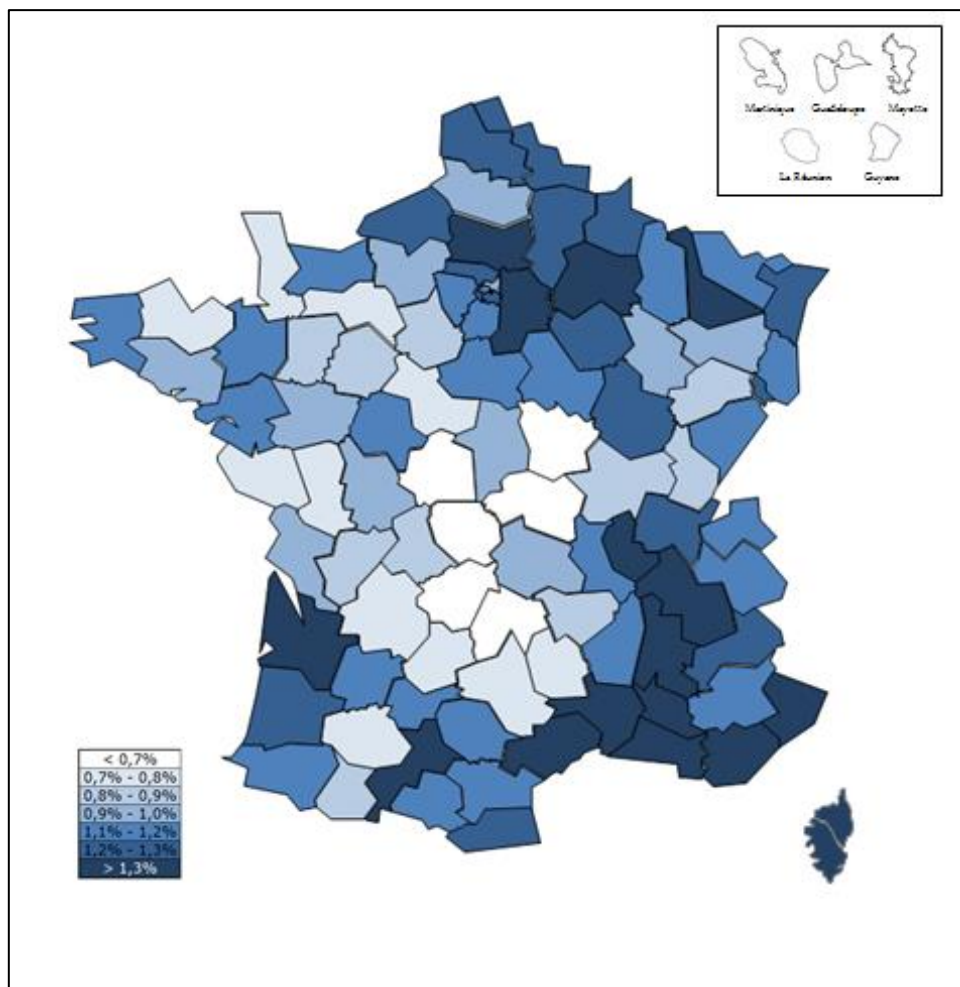 Martinique Guadeloupe Mayotte
La Réunion Guyane
< 0,7%
0,7% - 0,8%
0,8% - 0,9%
0,9% - 1,0%
1,1% - 1,2%
1,2% - 1,3%
> 1,3%